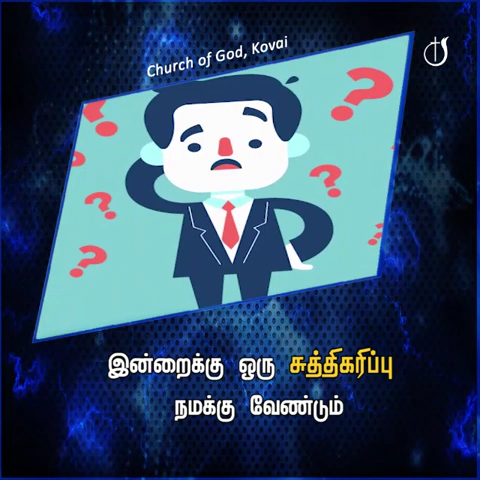 Church of God, Kovai
இன்றைக்கு ஒரு சுத்திகரிப்பு
நமக்கு வேண்டும்